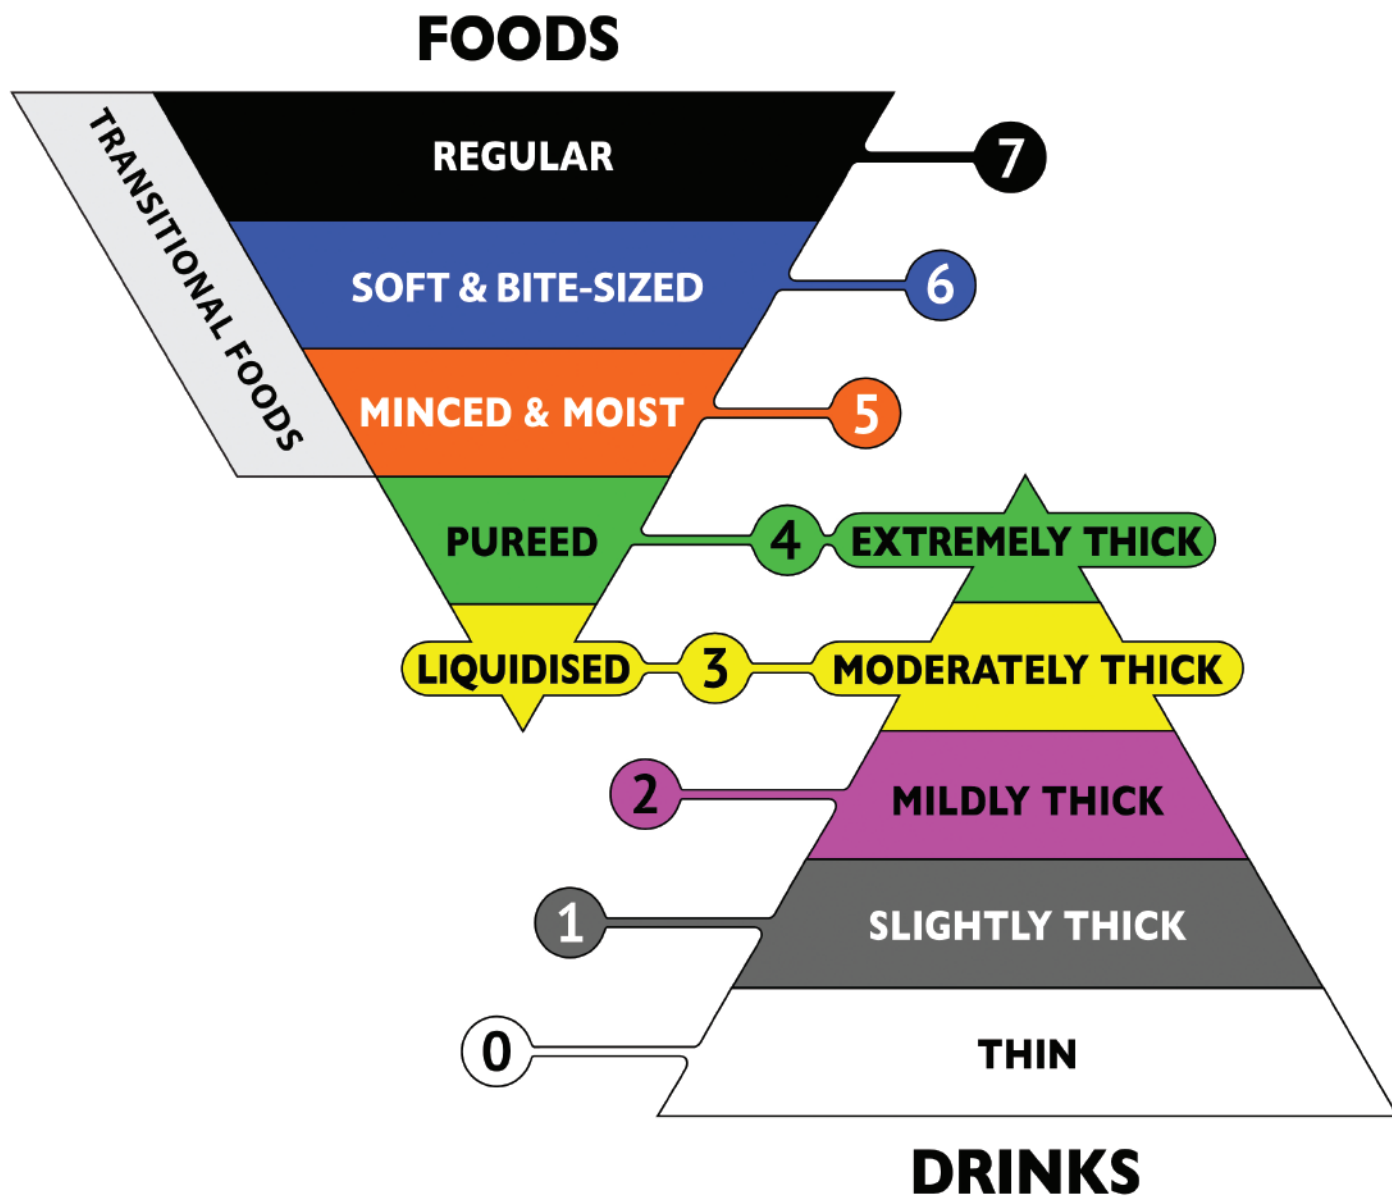 FOODS
TRANSITIONAL FOODS
REGULAR
7
SOFT & BITE-SIZED
6
MINCED & MOIST
5
PUREED
4
EXTREMELY THICK
LIQUIDISED
3
MODERATELY THICK
2
MILDLY THICK
1
SLIGHTLY THICK
0
THIN
DRINKS